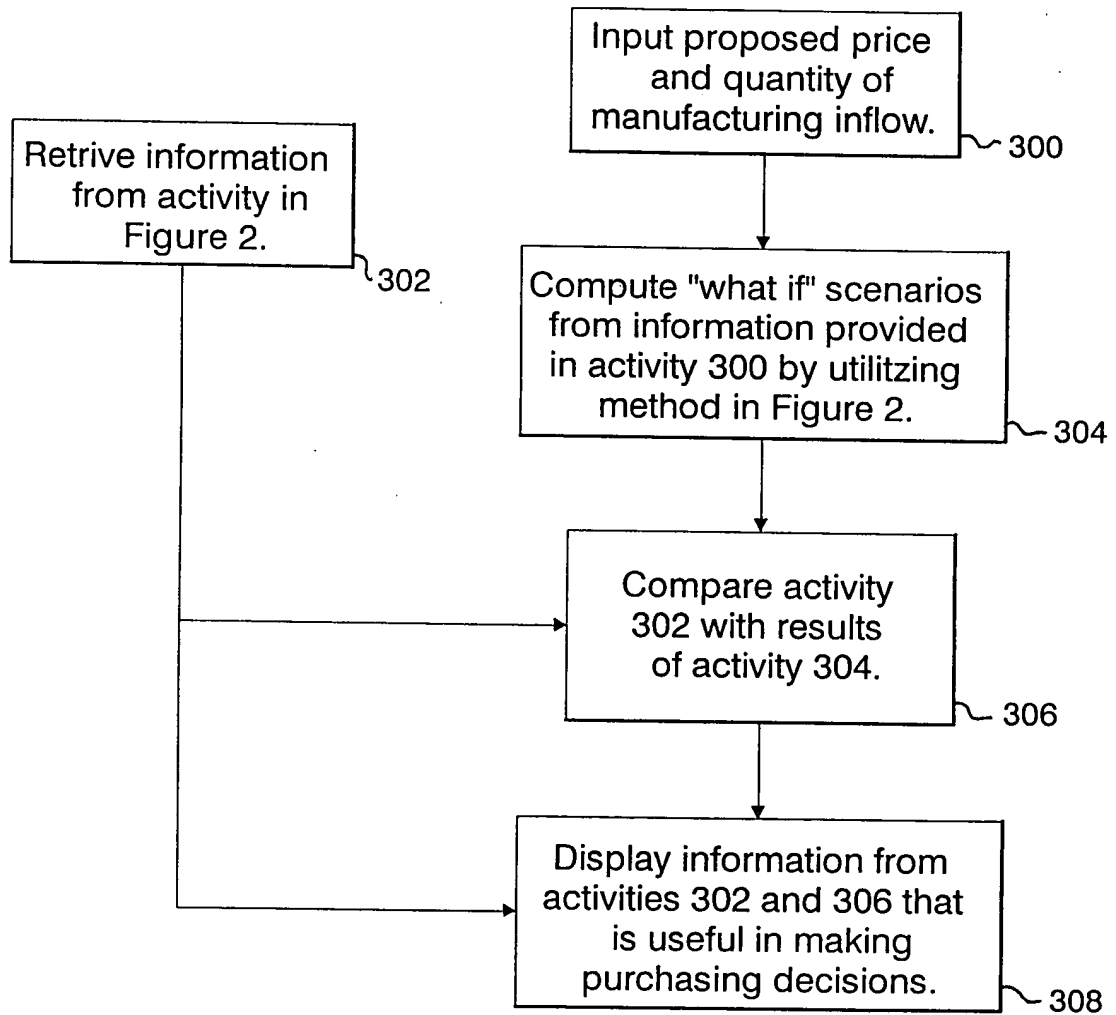 Input proposed price
and quantity of
manufacturing inflow.
300
Retrive information
from activity in
Figure 2.
302
Compute "what if" scenarios
from information provided
in activity 300 by utilitzing
method in Figure 2.
304
Compare activity
302 with results
of activity 304.
306
Display information from
activities 302 and 306 that
is useful in making
purchasing decisions.
308